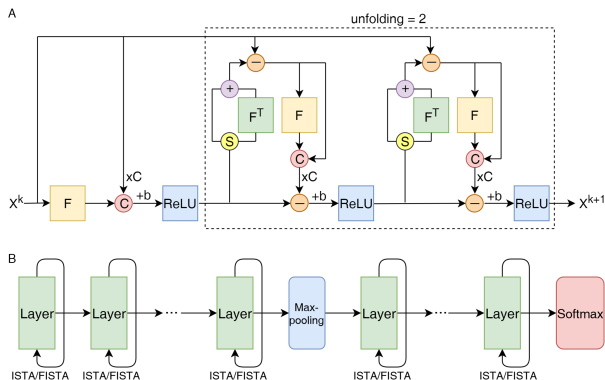 A
unfolding = 2
−
−
+
F^T
F
+
F^T
F
S
C
S
C
xC
xC
xC
X^k
F
C
+b
ReLU
−
+b
ReLU
−
+b
ReLU
X^{k+1}
B
Layer
Layer
...
Layer
Max-
pooling
Layer
...
Layer
Softmax
ISTA/FISTA
ISTA/FISTA
ISTA/FISTA
ISTA/FISTA
ISTA/FISTA